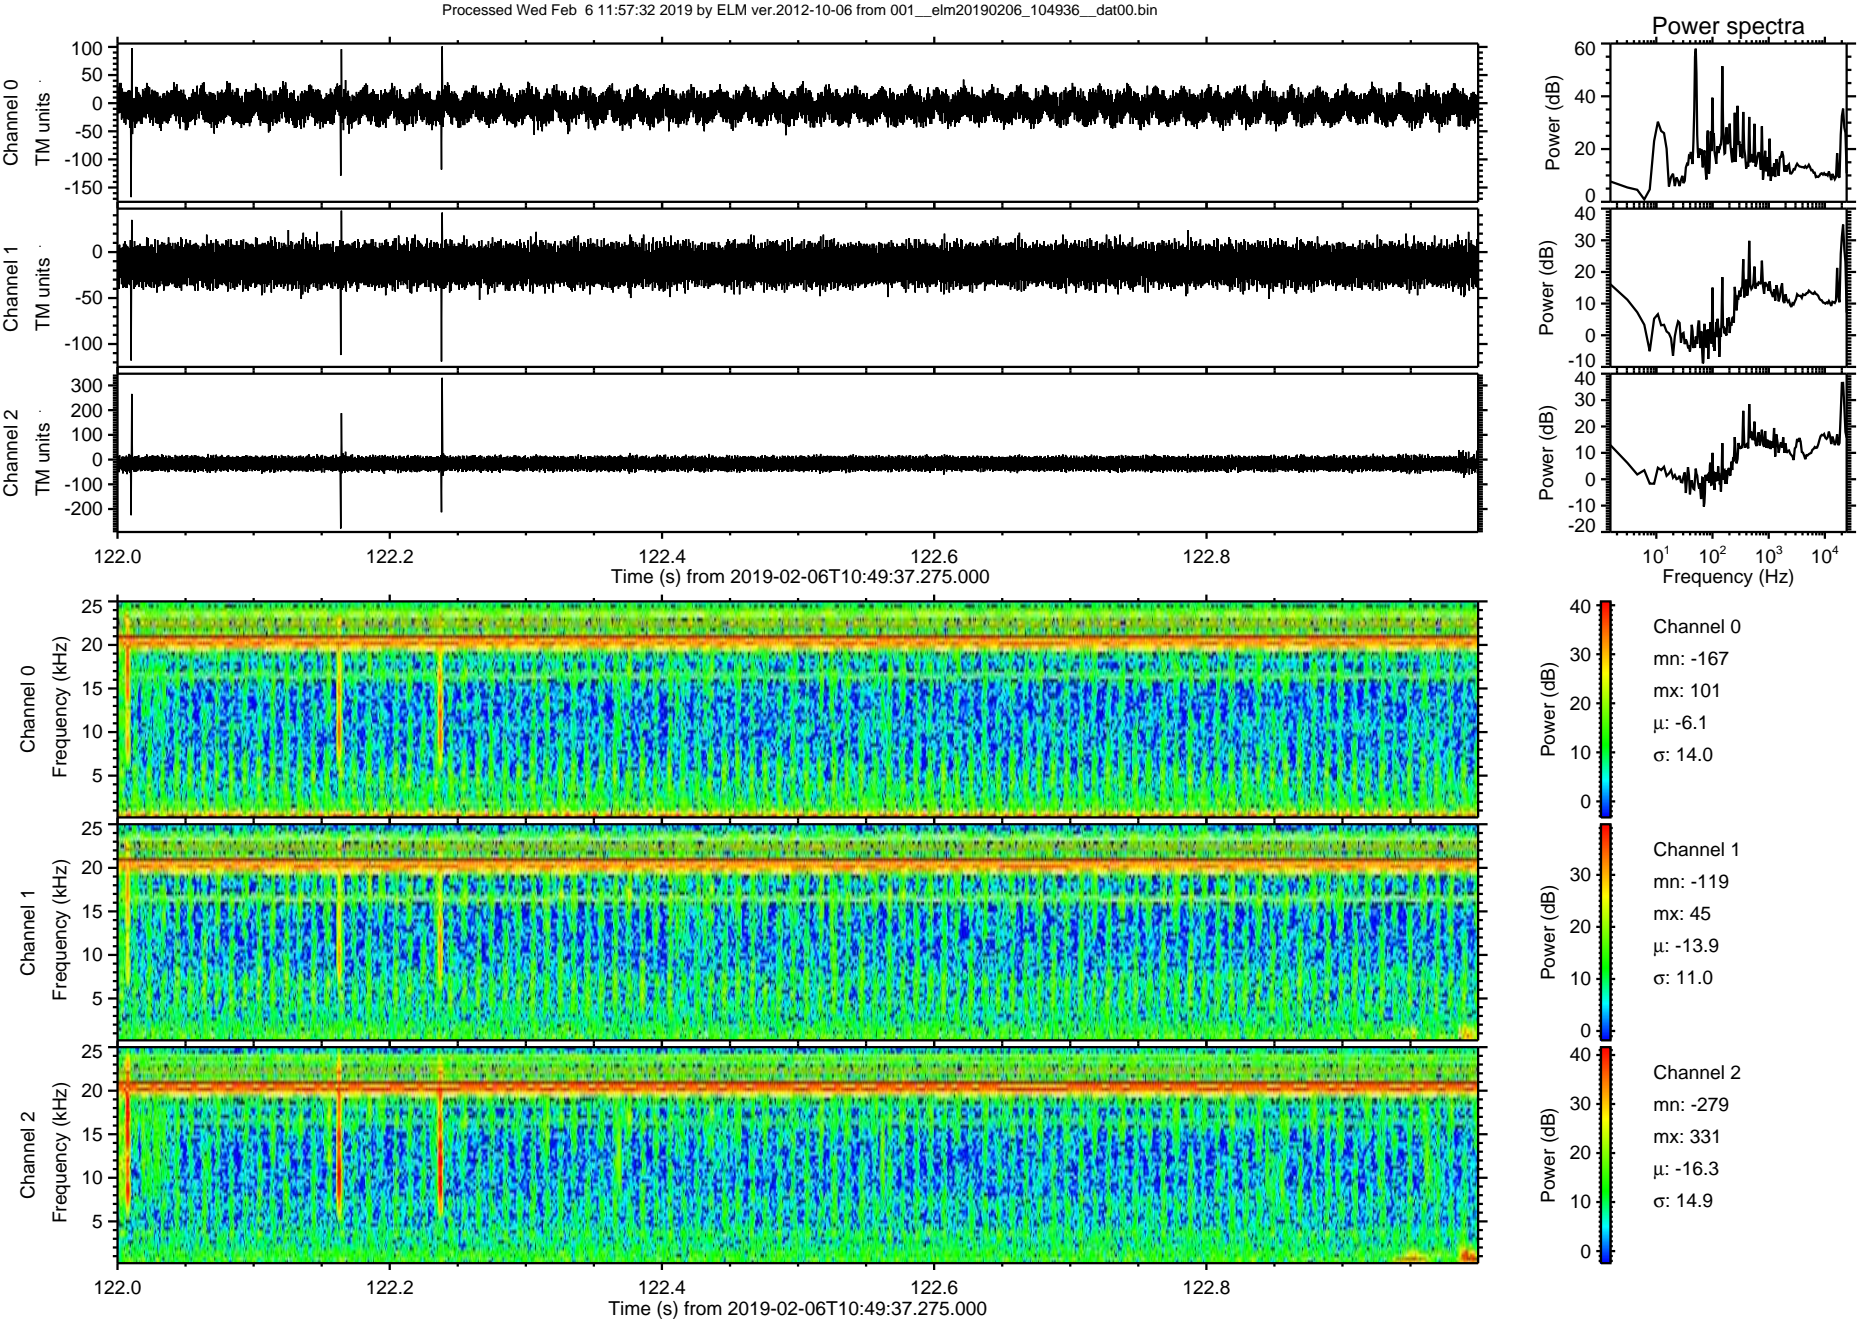 Processed Wed Feb  6 11:57:32 2019 by ELM ver.2012-10-06 from 001__elm20190206_104936__dat00.bin
Power spectra
Channel 0
TM units
100
50
0
-50
-100
-150
Power (dB)
60
40
20
0
Channel 1
TM units
0
-50
-100
Power (dB)
40
30
20
10
0
-10
Channel 2
TM units
300
200
100
0
-100
-200
Power (dB)
40
30
20
10
0
-10
-20
122.0 122.2 122.4 122.6 122.8
Time (s) from 2019-02-06T10:49:37.275.000
10¹ 10² 10³ 10⁴
Frequency (Hz)
Channel 0
Frequency (kHz)
25
20
15
10
5
Power (dB)
40
30
20
10
0
Channel 0
mn: -167
mx: 101
μ: -6.1
σ: 14.0
Channel 1
Frequency (kHz)
25
20
15
10
5
Power (dB)
30
20
10
0
Channel 1
mn: -119
mx: 45
μ: -13.9
σ: 11.0
Channel 2
Frequency (kHz)
25
20
15
10
5
Power (dB)
40
30
20
10
0
Channel 2
mn: -279
mx: 331
μ: -16.3
σ: 14.9
122.0 122.2 122.4 122.6 122.8
Time (s) from 2019-02-06T10:49:37.275.000